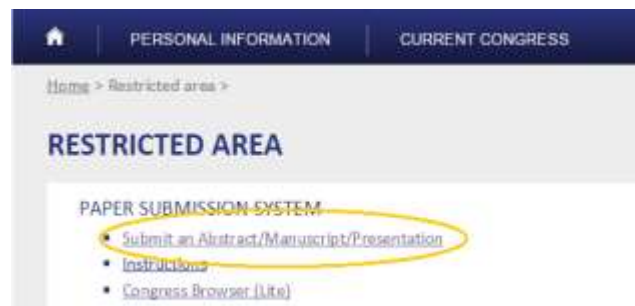 PERSONAL INFORMATION CURRENT CONGRESS
Home > Restricted area >
RESTRICTED AREA
PAPER SUBMISSION SYSTEM
Submit an Abstract/Manuscript/Presentation
Instructions
Congress Browser (Lite)